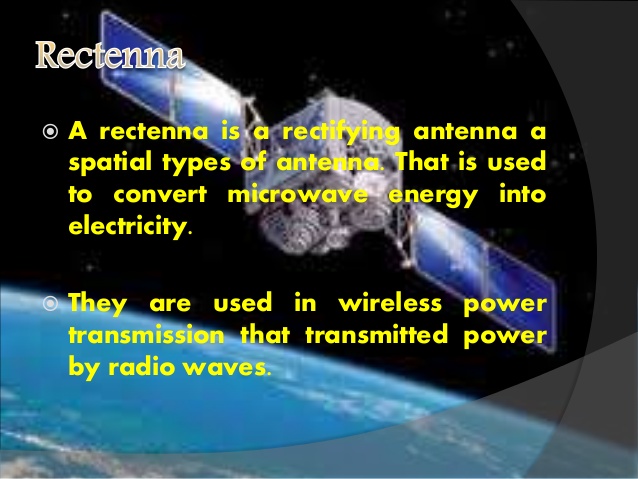 Rectenna
A rectenna is a rectifying antenna a
spatial types of antenna. That is used
to convert microwave energy into
electricity.
They are used in wireless power
transmission that transmitted power
by radio waves.